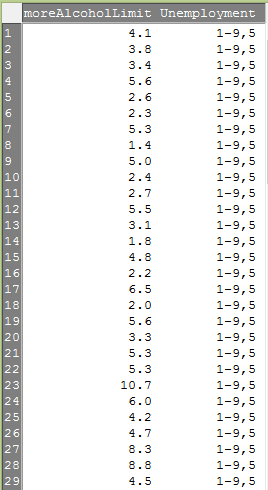 moreAlcoholLimit Unemployment
1 4.1 1-9,5
2 3.8 1-9,5
3 3.4 1-9,5
4 5.6 1-9,5
5 2.6 1-9,5
6 2.3 1-9,5
7 5.3 1-9,5
8 1.4 1-9,5
9 5.0 1-9,5
10 2.4 1-9,5
11 2.7 1-9,5
12 5.5 1-9,5
13 3.1 1-9,5
14 1.8 1-9,5
15 4.8 1-9,5
16 2.2 1-9,5
17 6.5 1-9,5
18 2.0 1-9,5
19 5.6 1-9,5
20 3.3 1-9,5
21 5.3 1-9,5
22 5.3 1-9,5
23 10.7 1-9,5
24 6.0 1-9,5
25 4.2 1-9,5
26 4.7 1-9,5
27 8.3 1-9,5
28 8.8 1-9,5
29 4.5 1-9,5